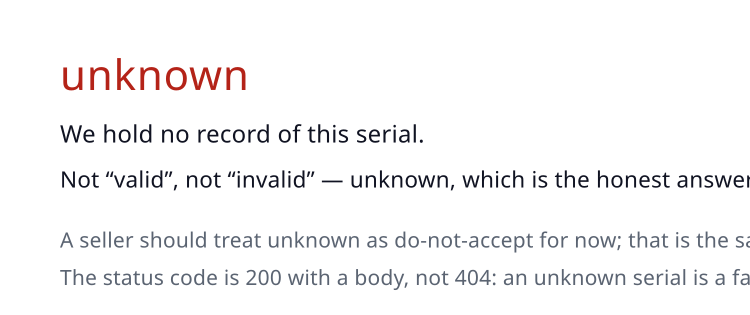 unknown
We hold no record of this serial.
Not “valid”, not “invalid” — unknown, which is the honest answer
A seller should treat unknown as do-not-accept for now; that is the
The status code is 200 with a body, not 404: an unknown serial is a